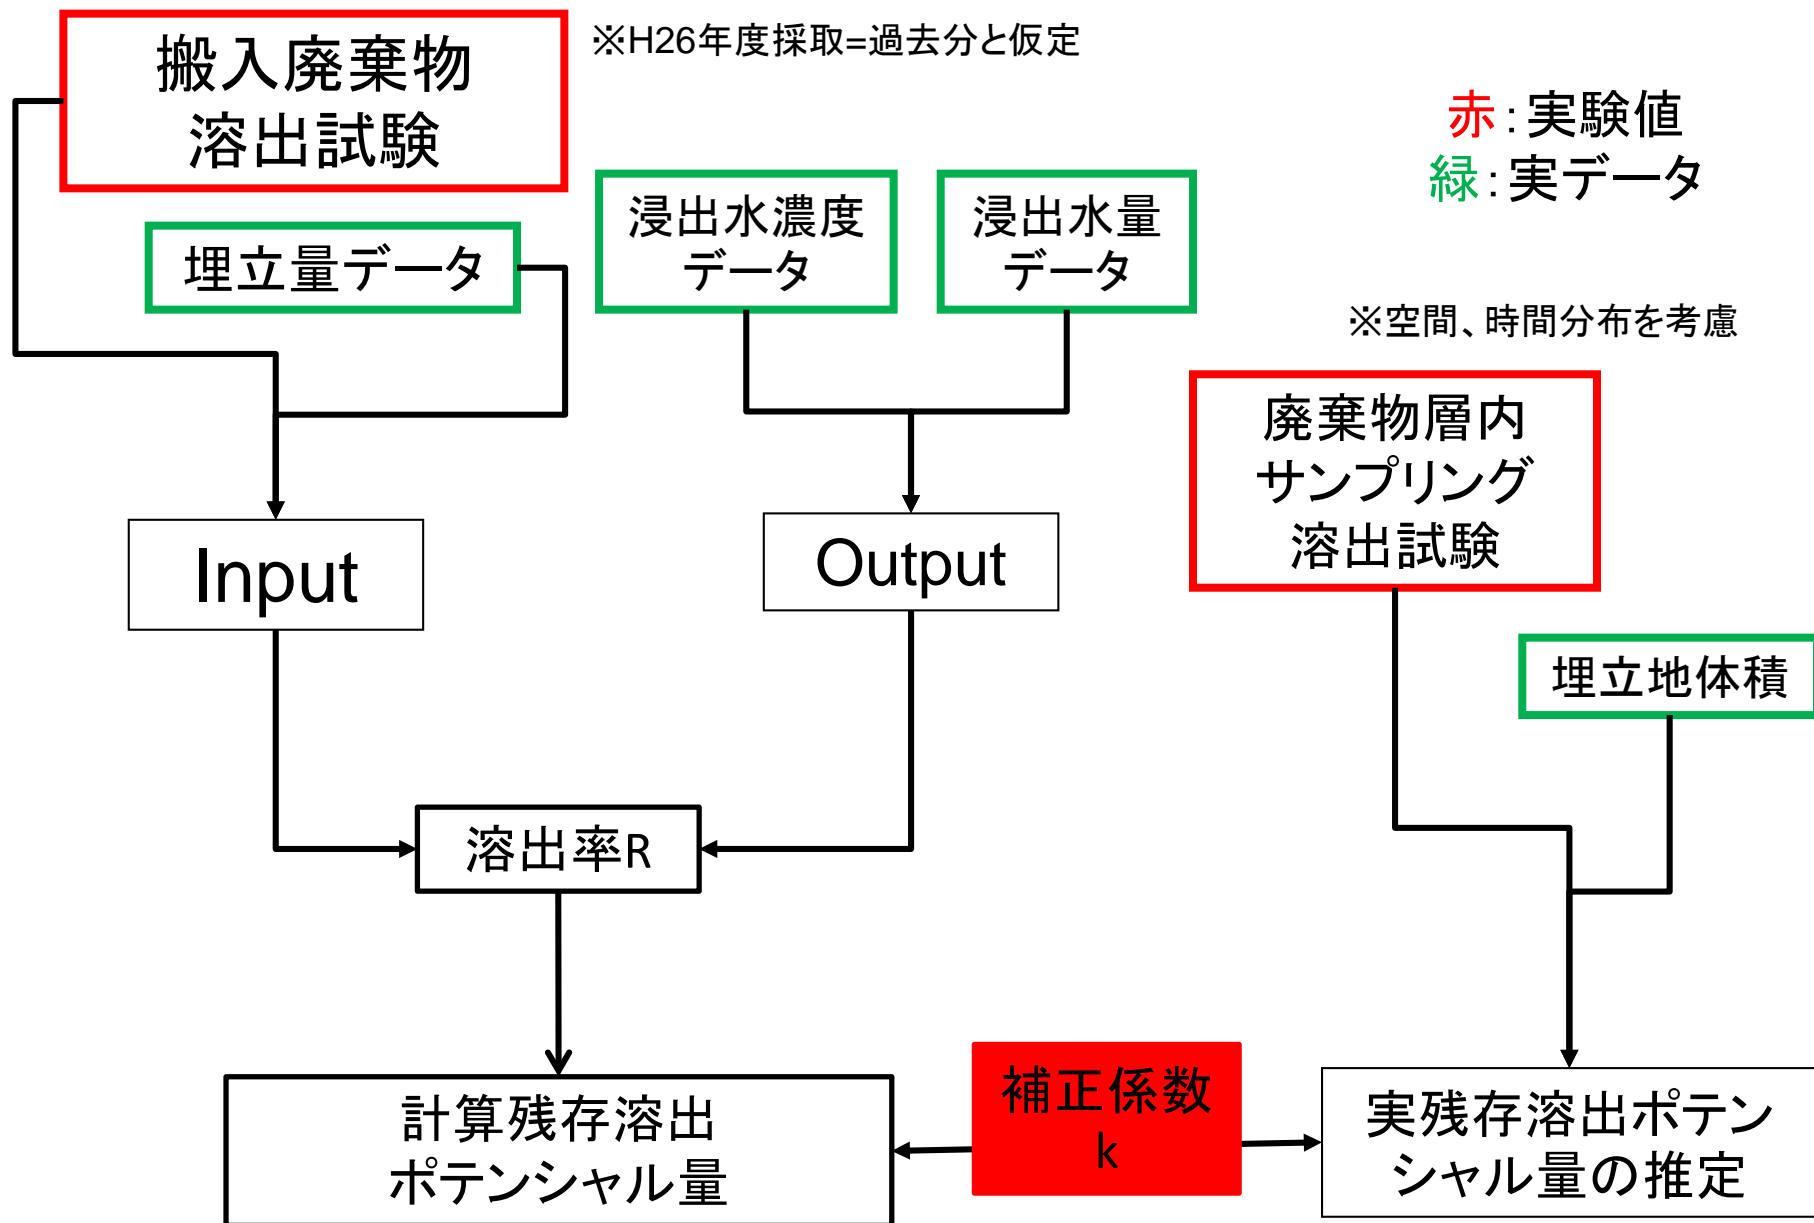 搬入廃棄物
溶出試験
※H26年度採取=過去分と仮定
赤:実験値
緑:実データ
埋立量データ
浸出水濃度
データ
浸出水量
データ
※空間、時間分布を考慮
廃棄物層内
サンプリング
溶出試験
Input
Output
埋立地体積
溶出率R
計算残存溶出
ポテンシャル量
補正係数
k
実残存溶出ポテン
シャル量の推定